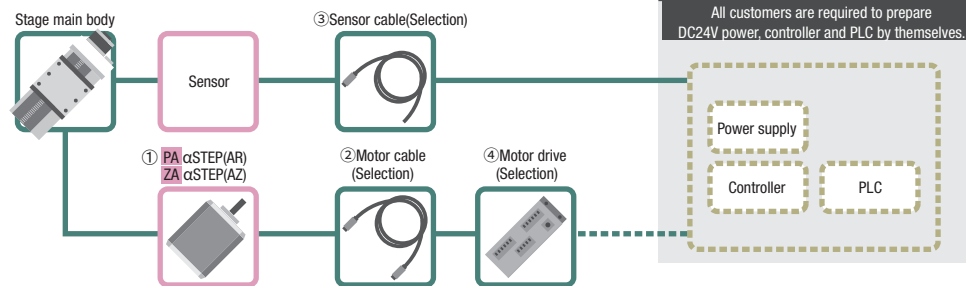 Stage main body
③Sensor cable(Selection)
All customers are required to prepare
DC24V power, controller and PLC by themselves.
Sensor
Power supply
① PA αSTEP(AR)
ZA αSTEP(AZ)
②Motor cable
(Selection)
④Motor drive
(Selection)
Controller
PLC